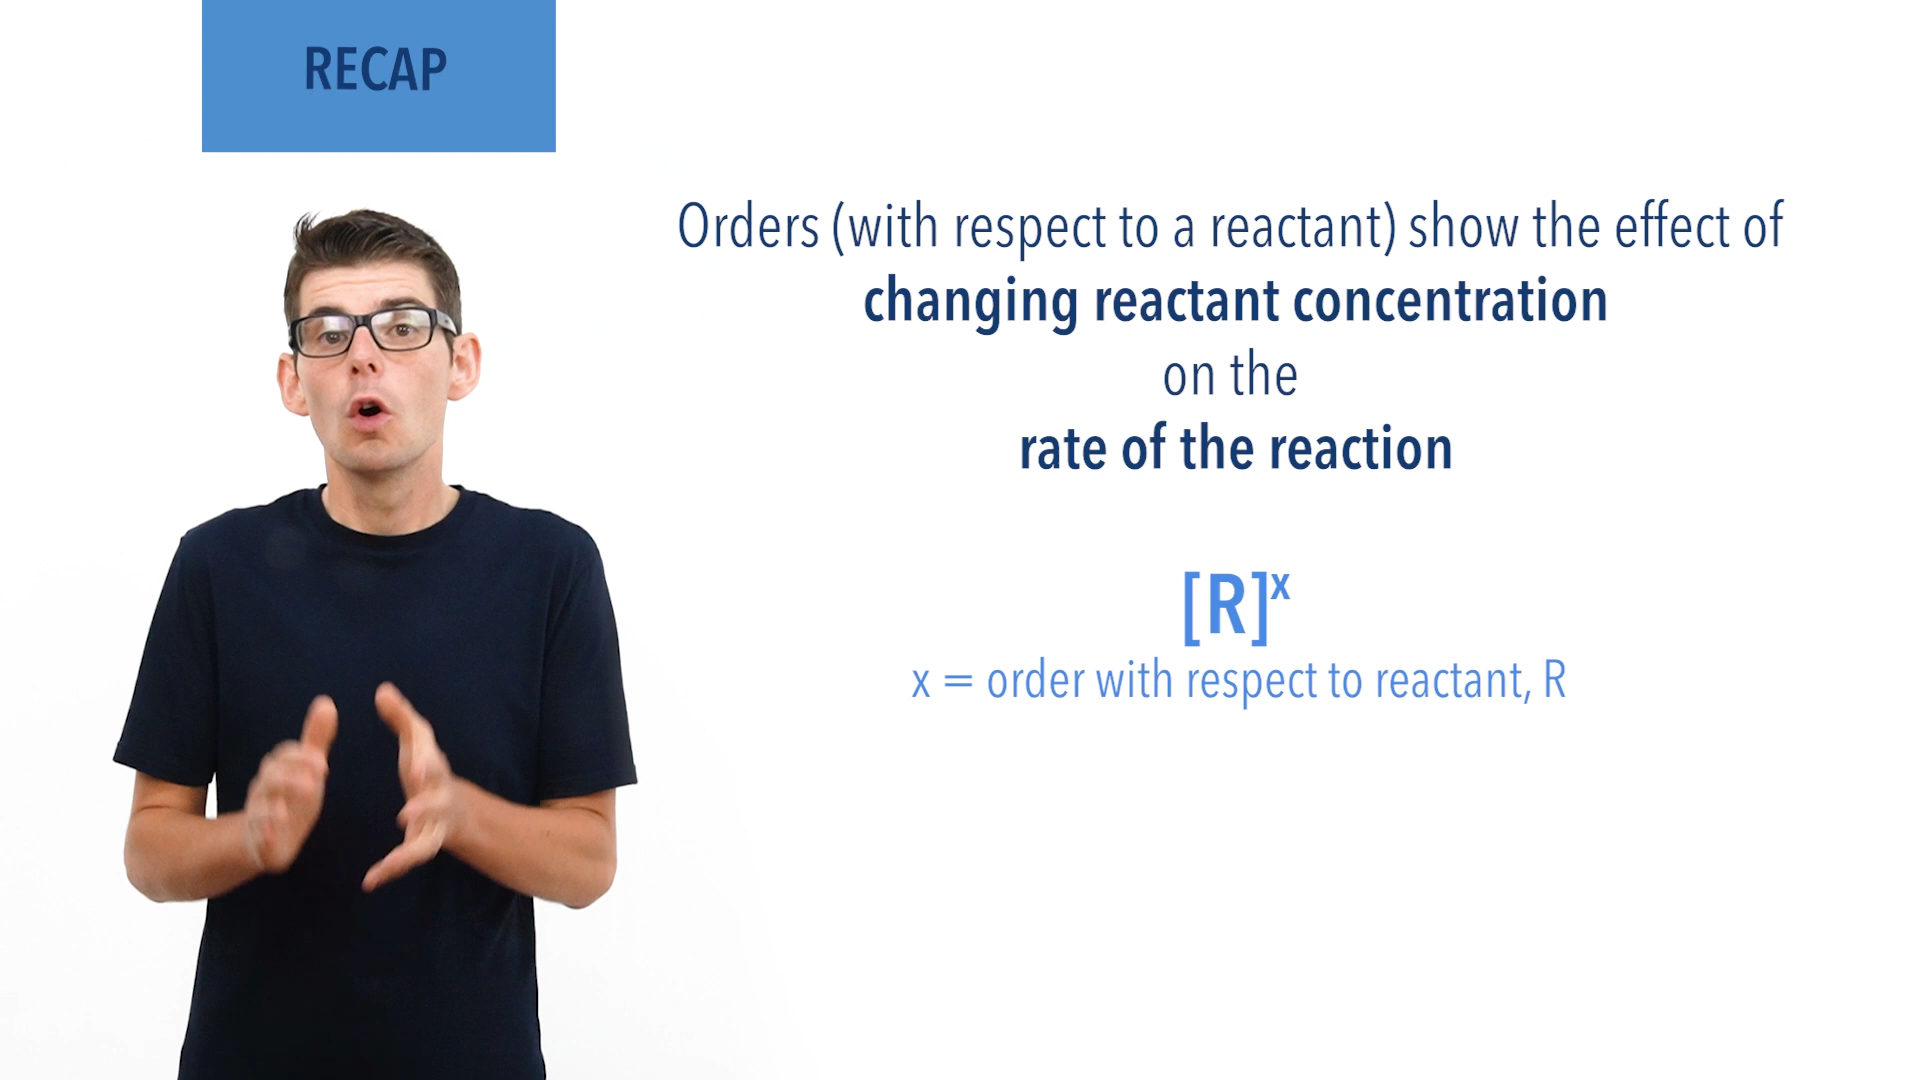 RECAP
Orders (with respect to a reactant) show the effect of
changing reactant concentration
on the
rate of the reaction
[R]ˣ
x = order with respect to reactant, R